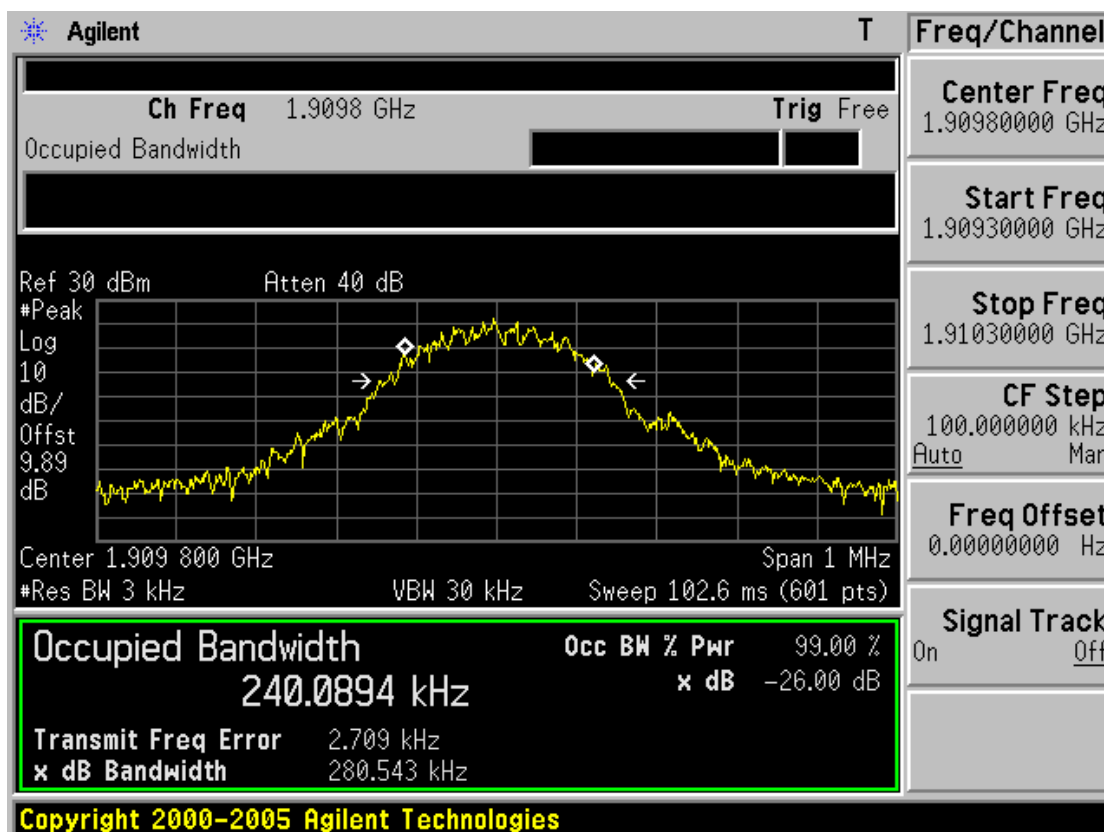 Agilent T
Ch Freq 1.9098 GHz Trig Free
Occupied Bandwidth
Ref 30 dBm Atten 40 dB
#Peak
Log
10
dB/
Offst
9.89
dB
Center 1.909 800 GHz Span 1 MHz
#Res BW 3 kHz VBW 30 kHz Sweep 102.6 ms (601 pts)
Occupied Bandwidth Occ BW % Pwr 99.00 %
240.0894 kHz x dB -26.00 dB
Transmit Freq Error 2.709 kHz
x dB Bandwidth 280.543 kHz
Copyright 2000-2005 Agilent Technologies
Freq/Channel
Center Freq
1.90980000 GHz
Start Freq
1.90930000 GHz
Stop Freq
1.91030000 GHz
CF Step
100.000000 kHz
Auto Man
Freq Offset
0.00000000 Hz
Signal Track
On Off